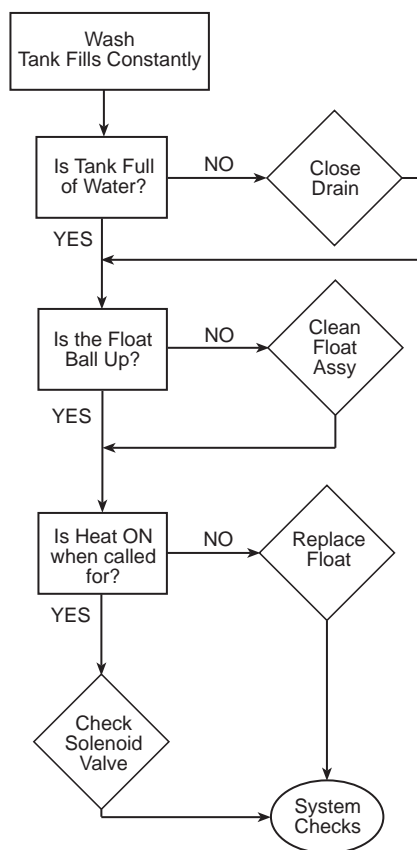 Wash
Tank Fills Constantly
Is Tank Full
of Water?
NO
Close
Drain
YES
Is the Float
Ball Up?
NO
Clean
Float
Assy
YES
Is Heat ON
when called
for?
NO
Replace
Float
YES
Check
Solenoid
Valve
System
Checks